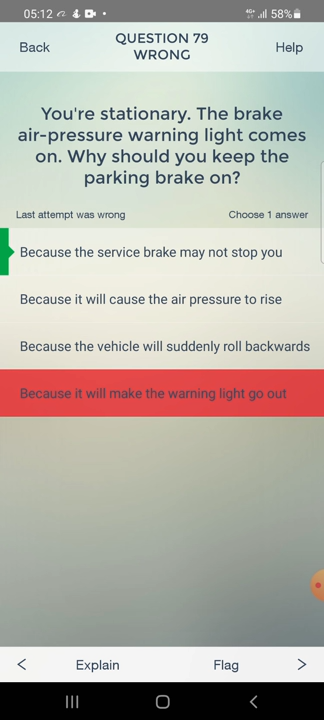 05:12
4G+ 58%
Back
QUESTION 79
WRONG
Help
You're stationary. The brake
air-pressure warning light comes
on. Why should you keep the
parking brake on?
Last attempt was wrong
Choose 1 answer
Because the service brake may not stop you
Because it will cause the air pressure to rise
Because the vehicle will suddenly roll backwards
Because it will make the warning light go out
Explain
Flag